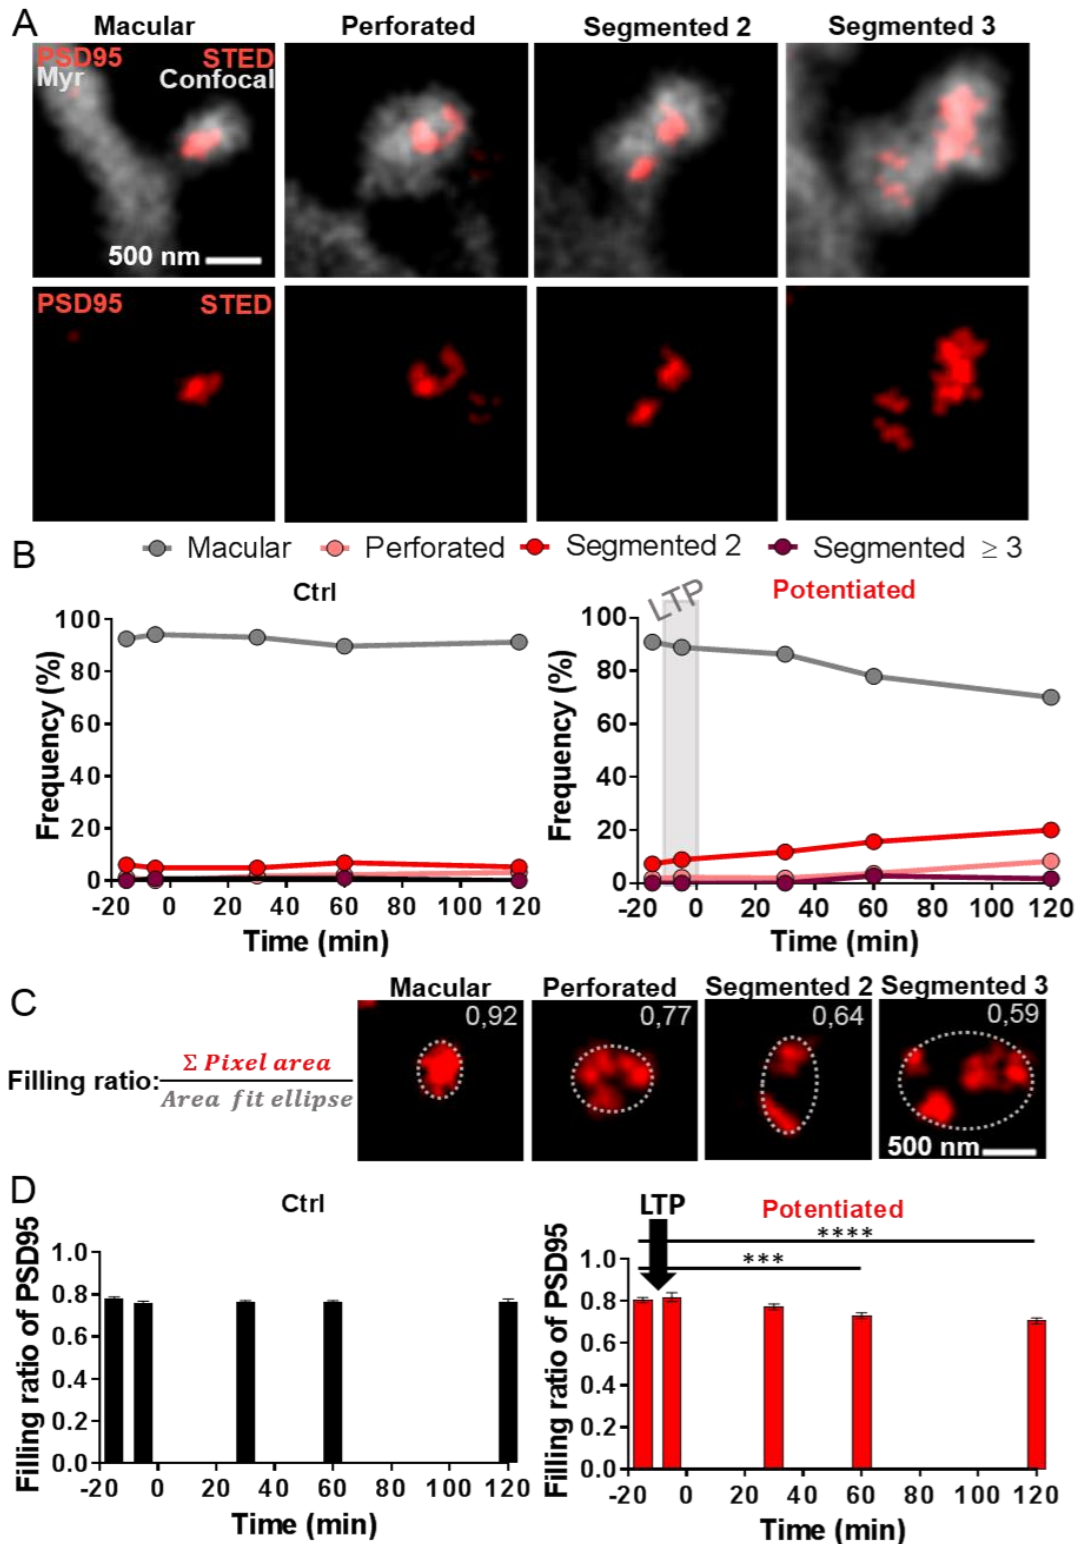 A
Macular Perforated Segmented 2 Segmented 3
PSD95 STED
Myr Confocal
500 nm
PSD95 STED
B
Macular Perforated Segmented 2 Segmented ≥ 3
Ctrl
100
80
60
40
20
0
-20 0 20 40 60 80 100 120
Frequency (%)
Time (min)
LTP
Potentiated
100
80
60
40
20
0
-20 0 20 40 60 80 100 120
Frequency (%)
Time (min)
C
Macular Perforated Segmented 2 Segmented 3
0,92 0,77 0,64 0,59
Filling ratio: Σ Pixel area
Area fit ellipse
500 nm
D
Ctrl
1.0
0.8
0.6
0.4
0.2
0.0
-20 0 20 40 60 80 100 120
Filling ratio of PSD95
Time (min)
LTP
Potentiated
****
***
1.0
0.8
0.6
0.4
0.2
0.0
-20 0 20 40 60 80 100 120
Filling ratio of PSD95
Time (min)